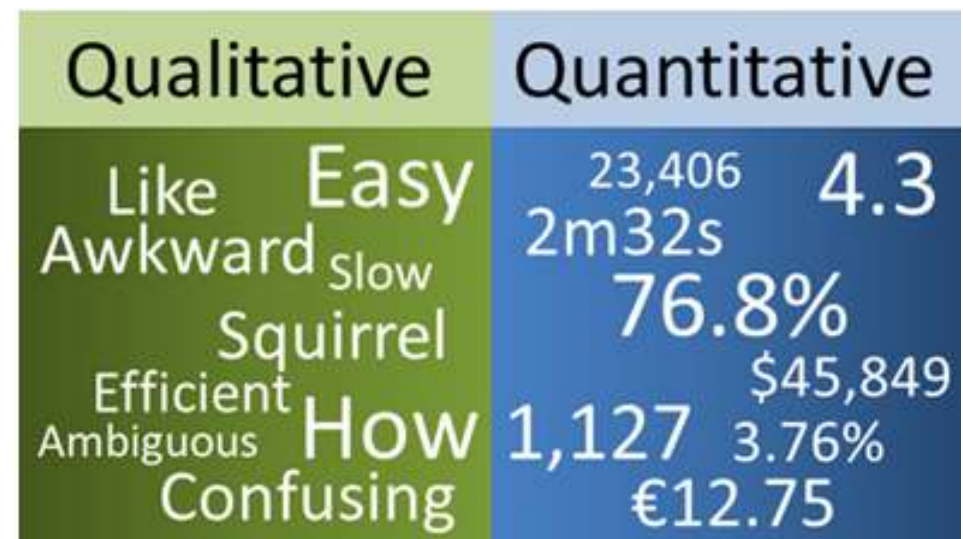 Qualitative
Like Easy
Awkward Slow
Squirrel
Efficient
Ambiguous How
Confusing
Quantitative
23,406 4.3
2m32s
76.8%
$45,849
1,127 3.76%
€12.75